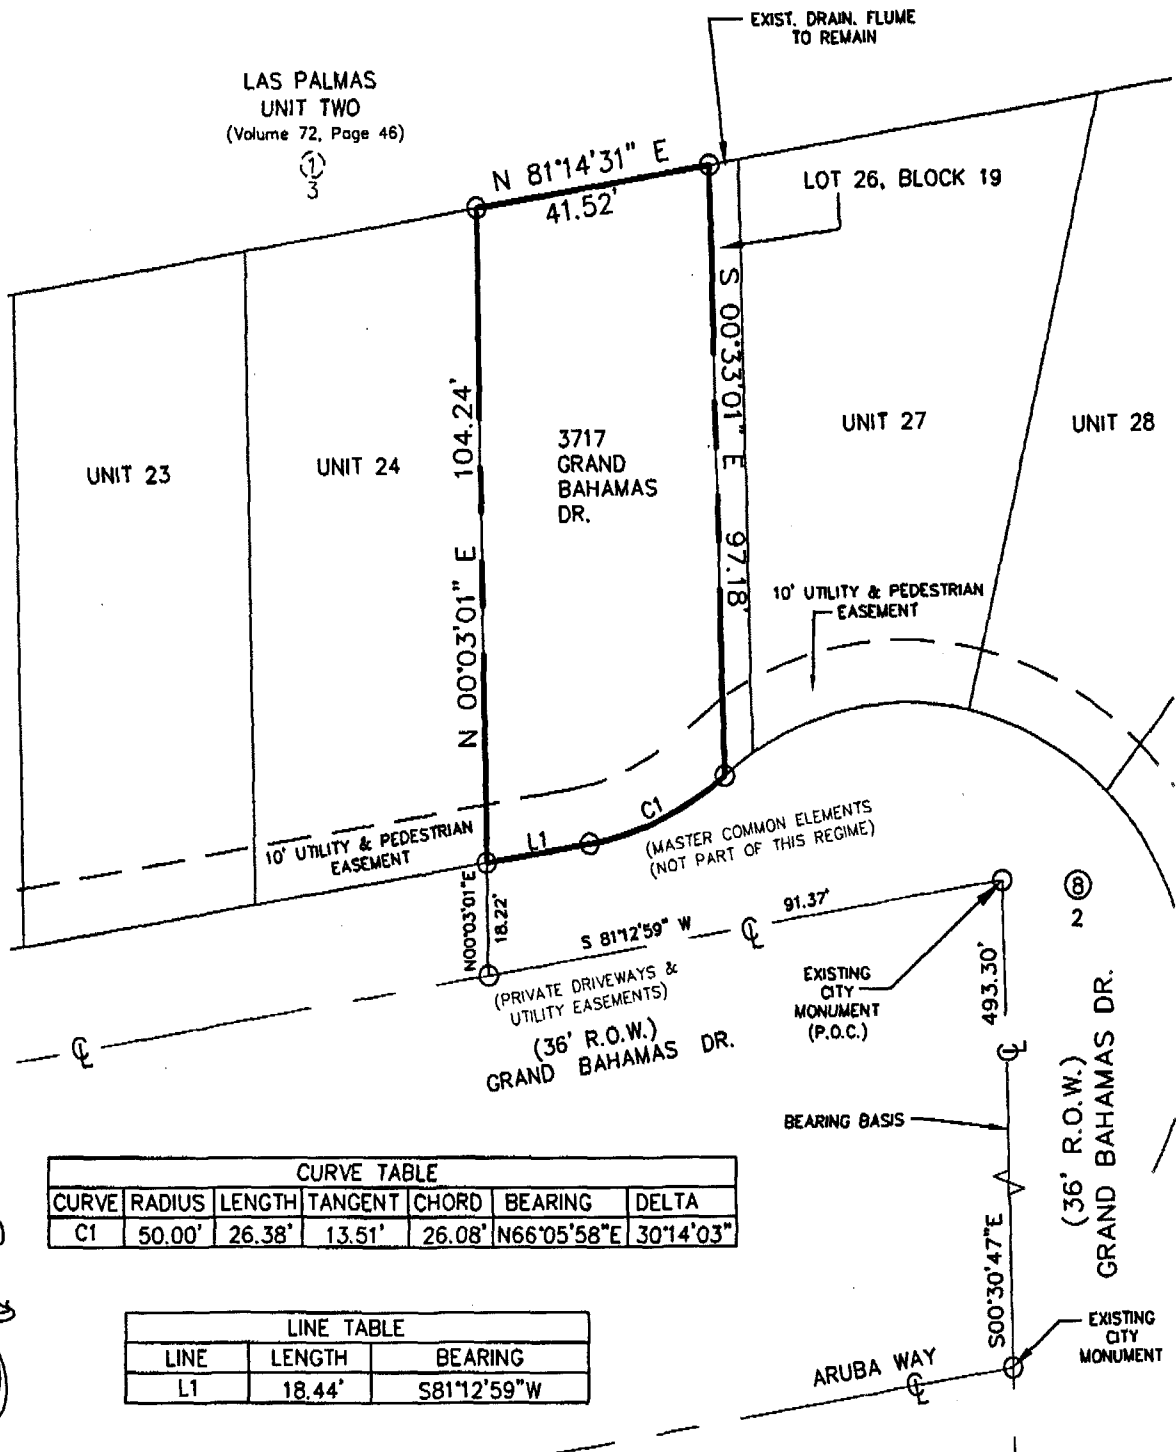 EXIST. DRAIN. FLUME
TO REMAIN
LAS PALMAS
UNIT TWO
(Volume 72, Page 46)
1
3
N 81°14'31" E
41.52'
LOT 26, BLOCK 19
S 00°33'01" E 97.18'
N 00°03'01" E 104.24'
UNIT 23
UNIT 24
3717
GRAND
BAHAMAS
DR.
UNIT 27
UNIT 28
10' UTILITY & PEDESTRIAN
EASEMENT
10' UTILITY & PEDESTRIAN
EASEMENT
L1
C1
(MASTER COMMON ELEMENTS
(NOT PART OF THIS REGIME)
N00°03'01"E
18.22'
S 81°12'59" W
91.37'
(PRIVATE DRIVEWAYS &
UTILITY EASEMENTS)
(36' R.O.W.)
GRAND BAHAMAS DR.
EXISTING
CITY
MONUMENT
(P.O.C.)
8
2
493.30'
(36' R.O.W.)
GRAND BAHAMAS DR.
BEARING BASIS
S00°30'47"E
EXISTING
CITY
MONUMENT
ARUBA WAY
CURVE TABLE
CURVE RADIUS LENGTH TANGENT CHORD BEARING DELTA
C1 50.00' 26.38' 13.51' 26.08' N66°05'58"E 30°14'03"
LINE TABLE
LINE LENGTH BEARING
L1 18.44' S81°12'59"W